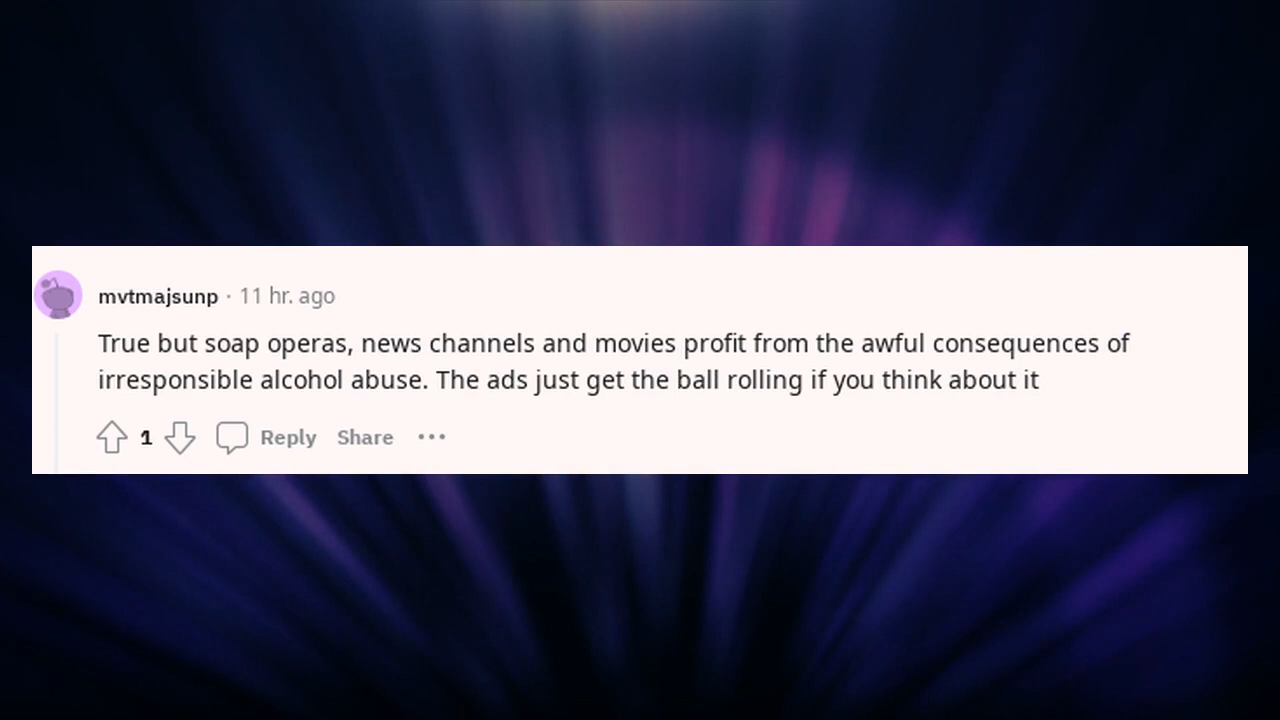 mvtmajsunp · 11 hr. ago
True but soap operas, news channels and movies profit from the awful consequences of
irresponsible alcohol abuse. The ads just get the ball rolling if you think about it
1 Reply Share •••